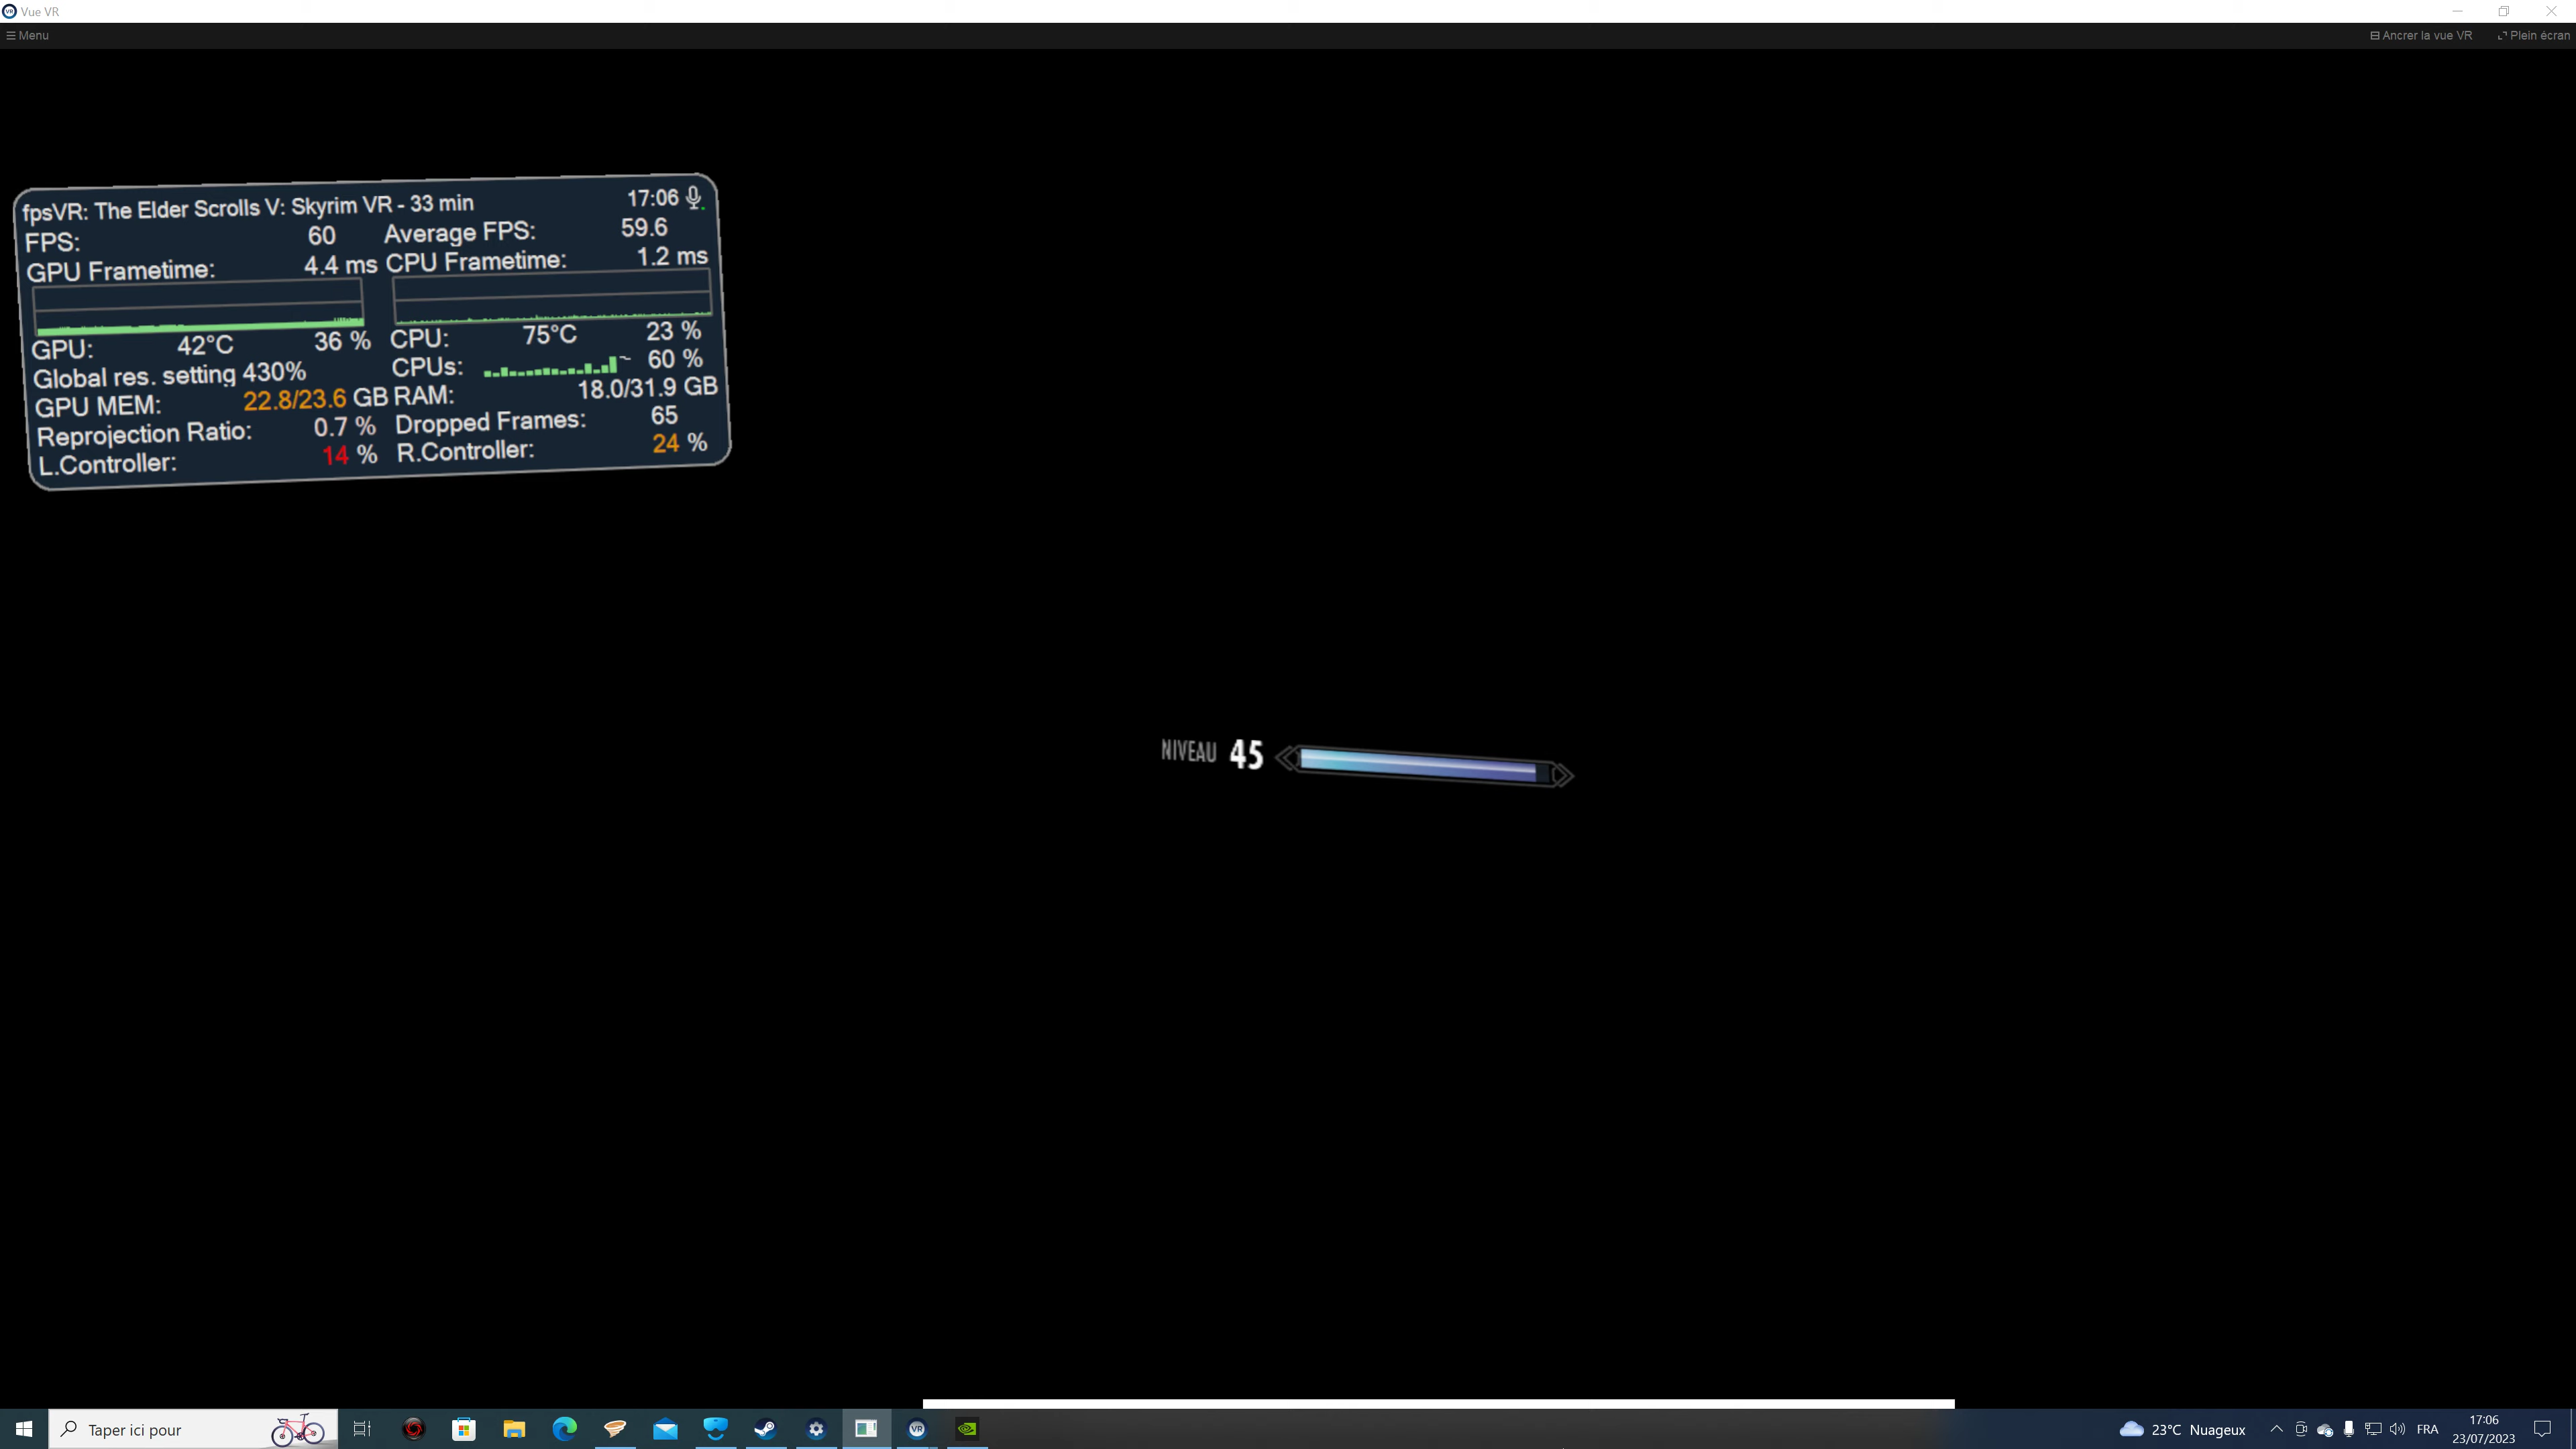 Vue VR
Menu
Ancrer la vue VR
Plein écran
fpsVR: The Elder Scrolls V: Skyrim VR - 33 min 17:06
FPS: 60 Average FPS: 59.6
GPU Frametime: 4.4 ms CPU Frametime: 1.2 ms
GPU: 42°C 36 % CPU: 75°C 23 %
Global res. setting 430% CPUs: 60 %
GPU MEM: 22.8/23.6 GB RAM: 18.0/31.9 GB
Reprojection Ratio: 0.7 % Dropped Frames: 65
L.Controller: 14 % R.Controller: 24 %
NIVEAU 45
Taper ici pour
VR
23°C Nuageux
FRA
17:06
23/07/2023